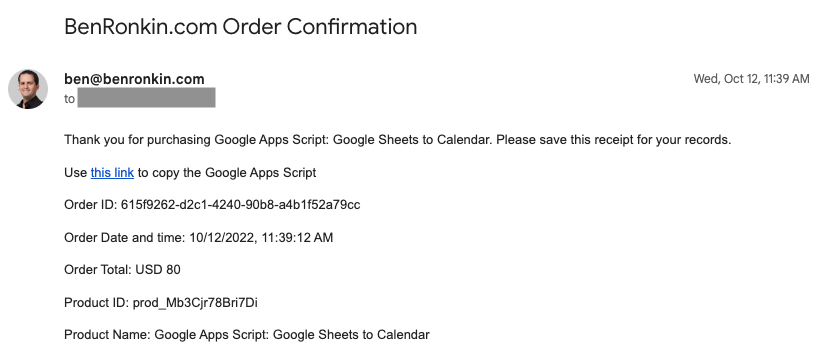 BenRonkin.com Order Confirmation
ben@benronkin.com
Wed, Oct 12, 11:39 AM
to
Thank you for purchasing Google Apps Script: Google Sheets to Calendar. Please save this receipt for your records.
Use this link to copy the Google Apps Script
Order ID: 615f9262-d2c1-4240-90b8-a4b1f52a79cc
Order Date and time: 10/12/2022, 11:39:12 AM
Order Total: USD 80
Product ID: prod_Mb3Cjr78Bri7Di
Product Name: Google Apps Script: Google Sheets to Calendar